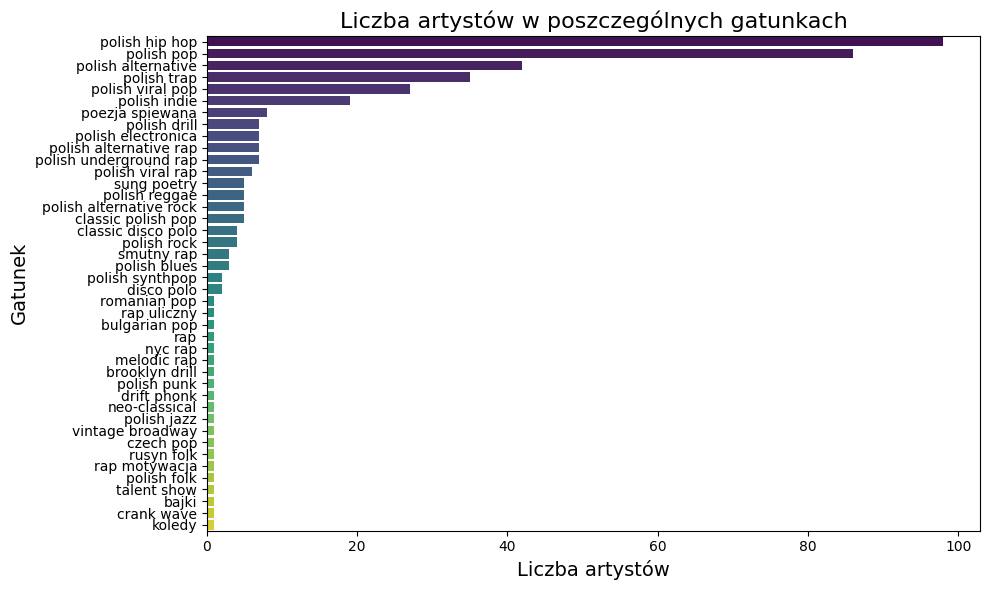 Liczba artystów w poszczególnych gatunkach
polish hip hop
polish pop
polish alternative
polish trap
polish viral pop
polish indie
poezja spiewana
polish drill
polish electronica
polish alternative rap
polish underground rap
polish viral rap
sung poetry
polish reggae
polish alternative rock
classic polish pop
classic disco polo
polish rock
smutny rap
polish blues
polish synthpop
disco polo
romanian pop
rap uliczny
bulgarian pop
rap
nyc rap
melodic rap
brooklyn drill
polish punk
drift phonk
neo-classical
polish jazz
vintage broadway
czech pop
rusyn folk
rap motywacja
polish folk
talent show
bajki
crank wave
koledy
Gatunek
0 20 40 60 80 100
Liczba artystów